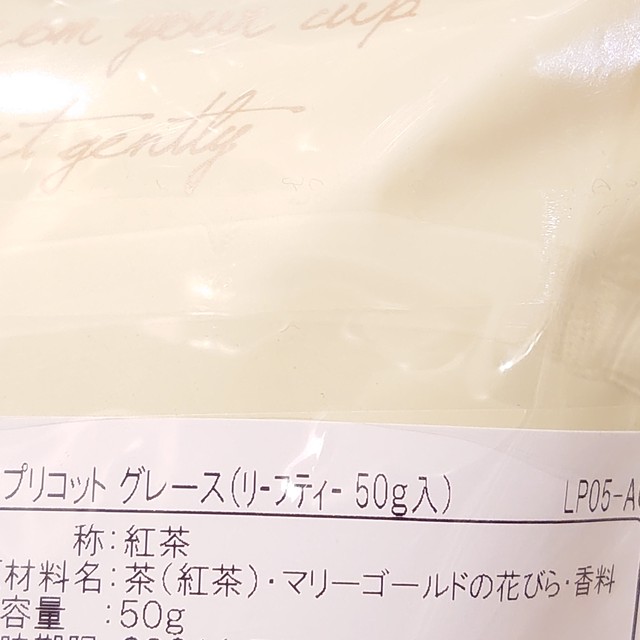 om your cup
ct gently
プリコット グレース(リーフティー 50g入) LP05-A
称:紅茶
材料名:茶(紅茶)・マリーゴールドの花びら・香料
容量 :50g